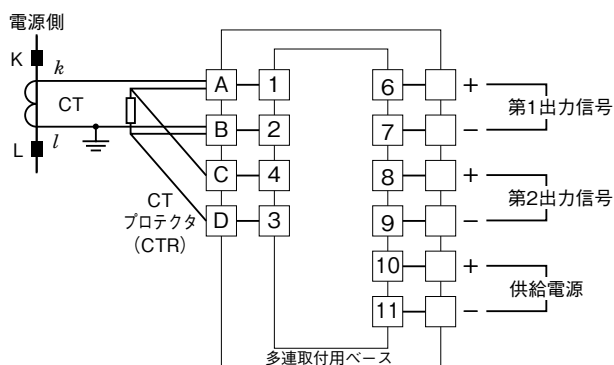 電源側
K
k
CT
L
l
CT
プロテクタ
(CTR)
A
1
B
2
C
4
D
3
6
+
7
−
第1出力信号
8
+
9
−
第2出力信号
10
+
11
−
供給電源
多連取付用ベース